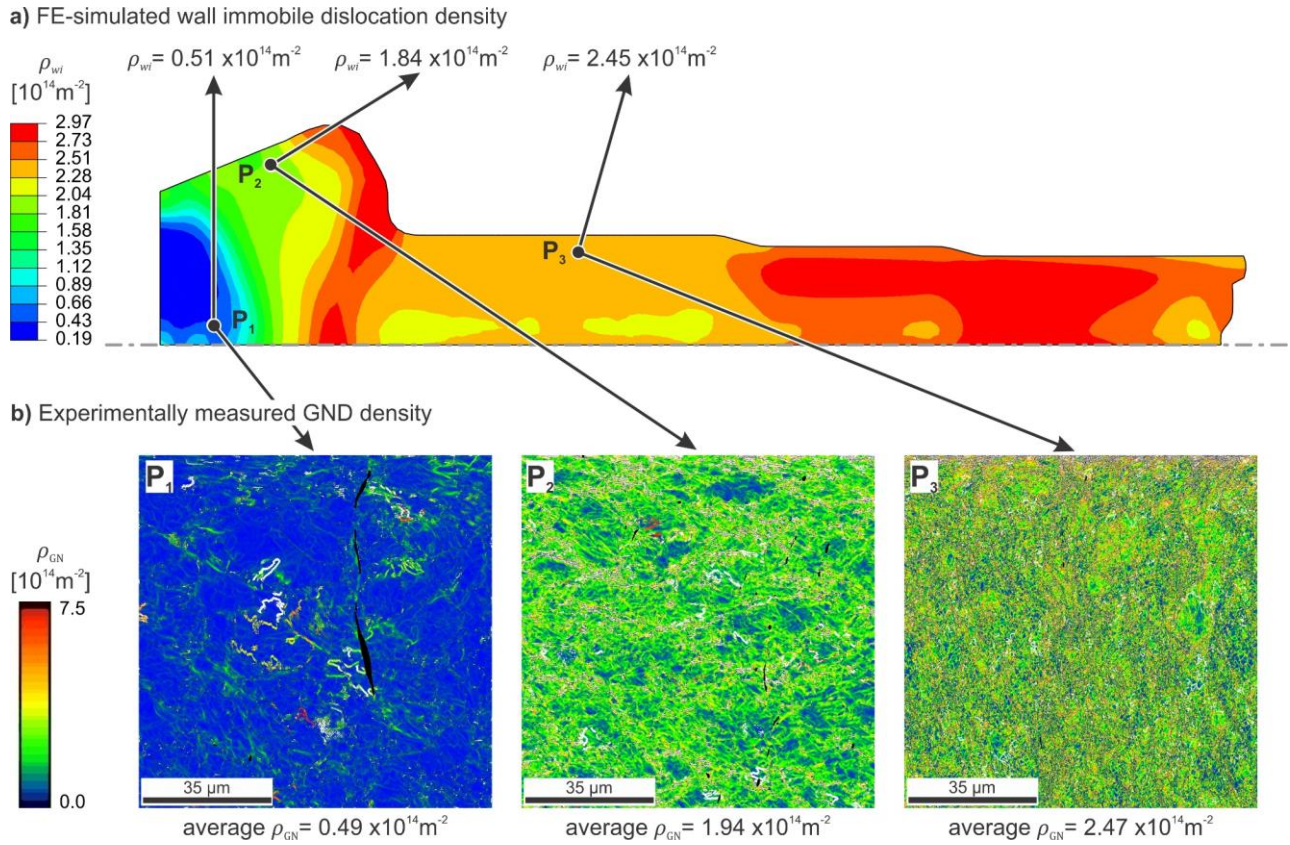 a) FE-simulated wall immobile dislocation density
ρwi= 0.51 x10¹⁴m⁻² ρwi= 1.84 x10¹⁴m⁻² ρwi= 2.45 x10¹⁴m⁻²
ρwi
[10¹⁴m⁻²]
2.97
2.73
2.51
2.28
2.04
1.81
1.58
1.35
1.12
0.89
0.66
0.43
0.19
P₂
P₃
P₁
b) Experimentally measured GND density
P₁ P₂ P₃
ρGN
[10¹⁴m⁻²]
7.5
0.0
35 µm 35 µm 35 µm
average ρGN = 0.49 x10¹⁴m⁻² average ρGN = 1.94 x10¹⁴m⁻² average ρGN = 2.47 x10¹⁴m⁻²